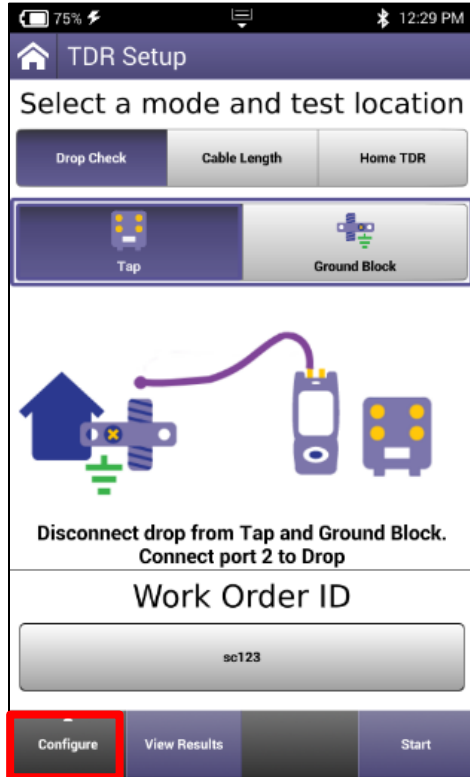 75% 12:29 PM
TDR Setup
Select a mode and test location
Drop Check Cable Length Home TDR
Tap Ground Block
Disconnect drop from Tap and Ground Block.
Connect port 2 to Drop
Work Order ID
sc123
Configure View Results Start